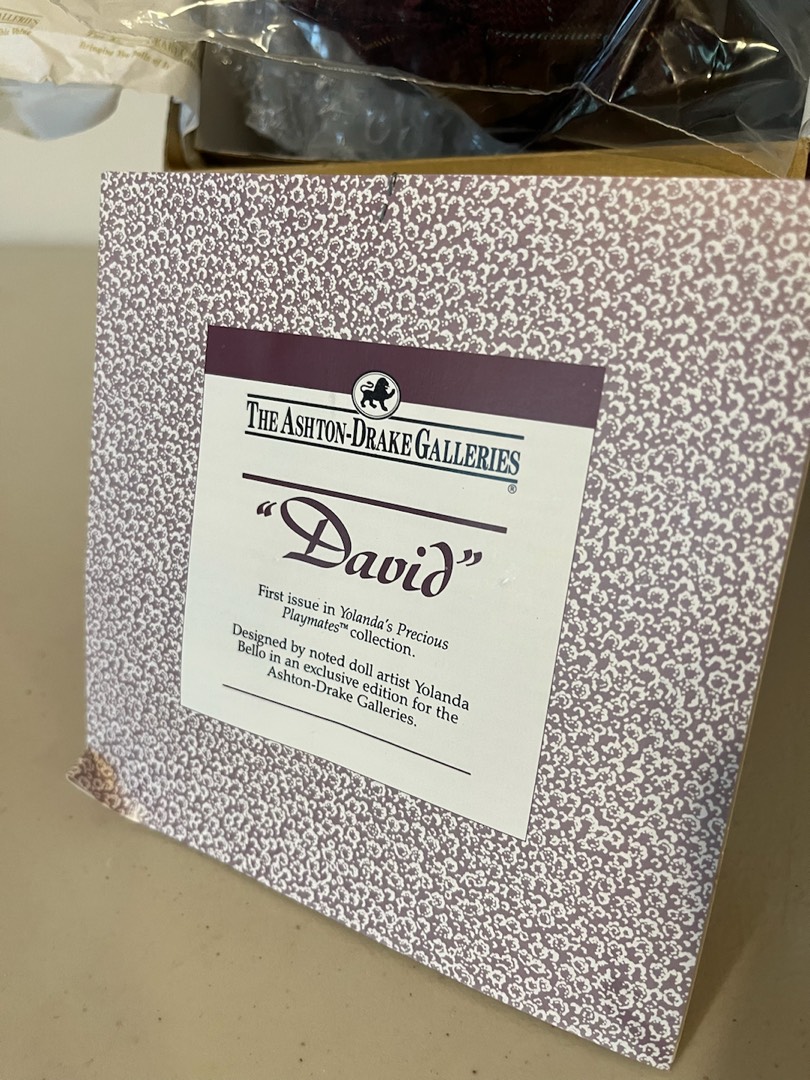 THE ASHTON-DRAKE GALLERIES
®
“David”
First issue in Yolanda's Precious
Playmates™ collection.
Designed by noted doll artist Yolanda
Bello in an exclusive edition for the
Ashton-Drake Galleries.